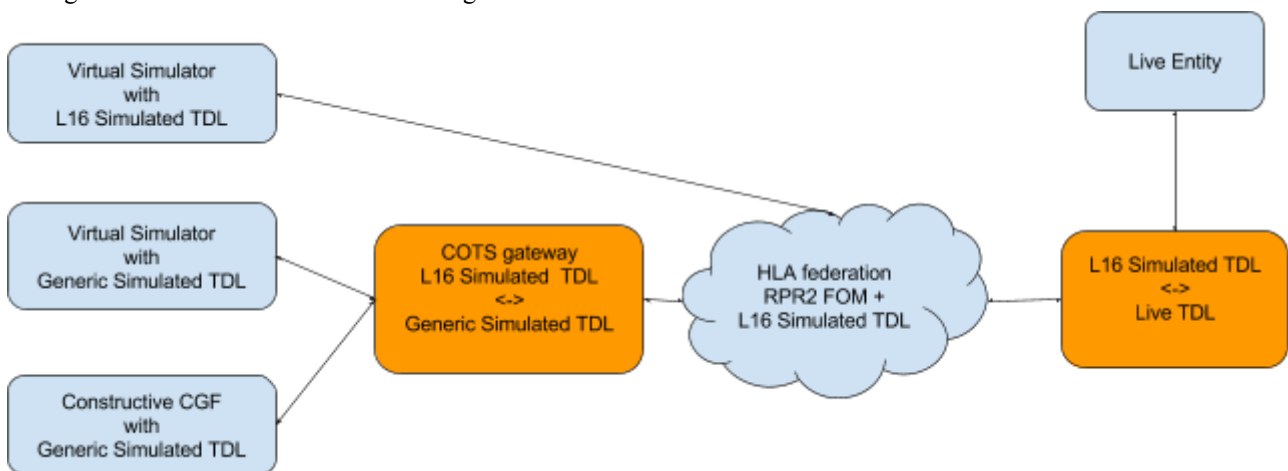 Virtual Simulator
with
L16 Simulated TDL
Live Entity
Virtual Simulator
with
Generic Simulated TDL
COTS gateway
L16 Simulated TDL
<->
Generic Simulated TDL
HLA federation
RPR2 FOM +
L16 Simulated TDL
L16 Simulated TDL
<->
Live TDL
Constructive CGF
with
Generic Simulated TDL